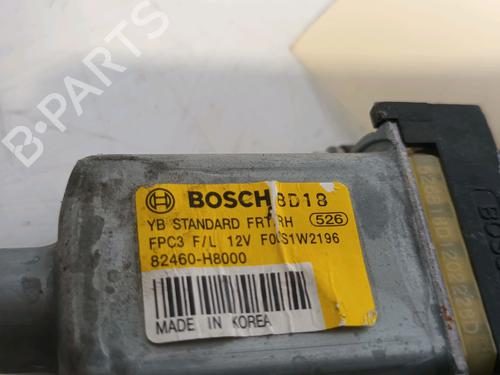 B-PARTS
BOSCH 8D18
YB STANDARD FRT RH 526
FPC3 F/L 12V F00S1W2196
82460-H8000
MADE IN KOREA